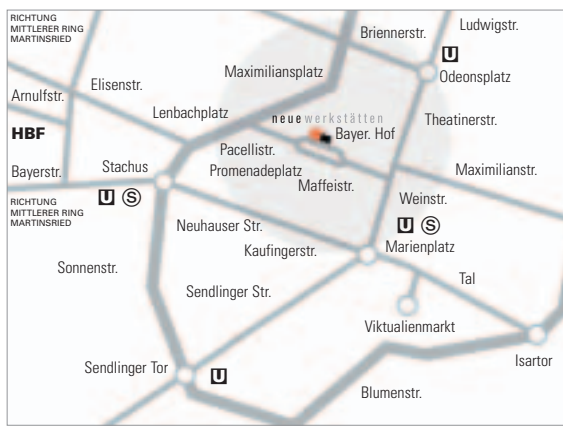 RICHTUNG
MITTLERER RING
MARTINSRIED
Briennerstr.
Ludwigstr.
U
Odeonsplatz
Maximiliansplatz
Elisenstr.
Arnulfstr.
Lenbachplatz
neuewerkstätten
Theatinerstr.
HBF
Bayer. Hof
Pacellistr.
Stachus
Promenadeplatz
Maximilianstr.
Bayerstr.
Maffeistr.
U S
Weinstr.
RICHTUNG
MITTLERER RING
MARTINSRIED
Neuhauser Str.
U S
Kaufingerstr.
Marienplatz
Sonnenstr.
Tal
Sendlinger Str.
Viktualienmarkt
Isartor
Sendlinger Tor
U
Blumenstr.